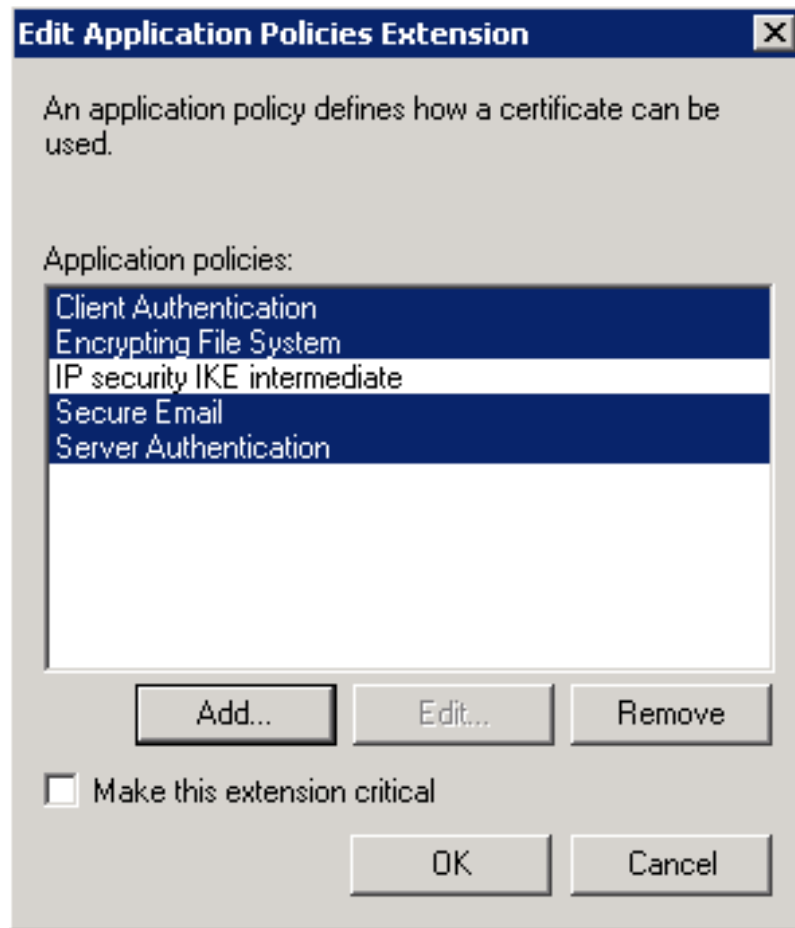 Edit Application Policies Extension
An application policy defines how a certificate can be
used.
Application policies:
Client Authentication
Encrypting File System
IP security IKE intermediate
Secure Email
Server Authentication
Add...
Edit...
Remove
Make this extension critical
OK
Cancel